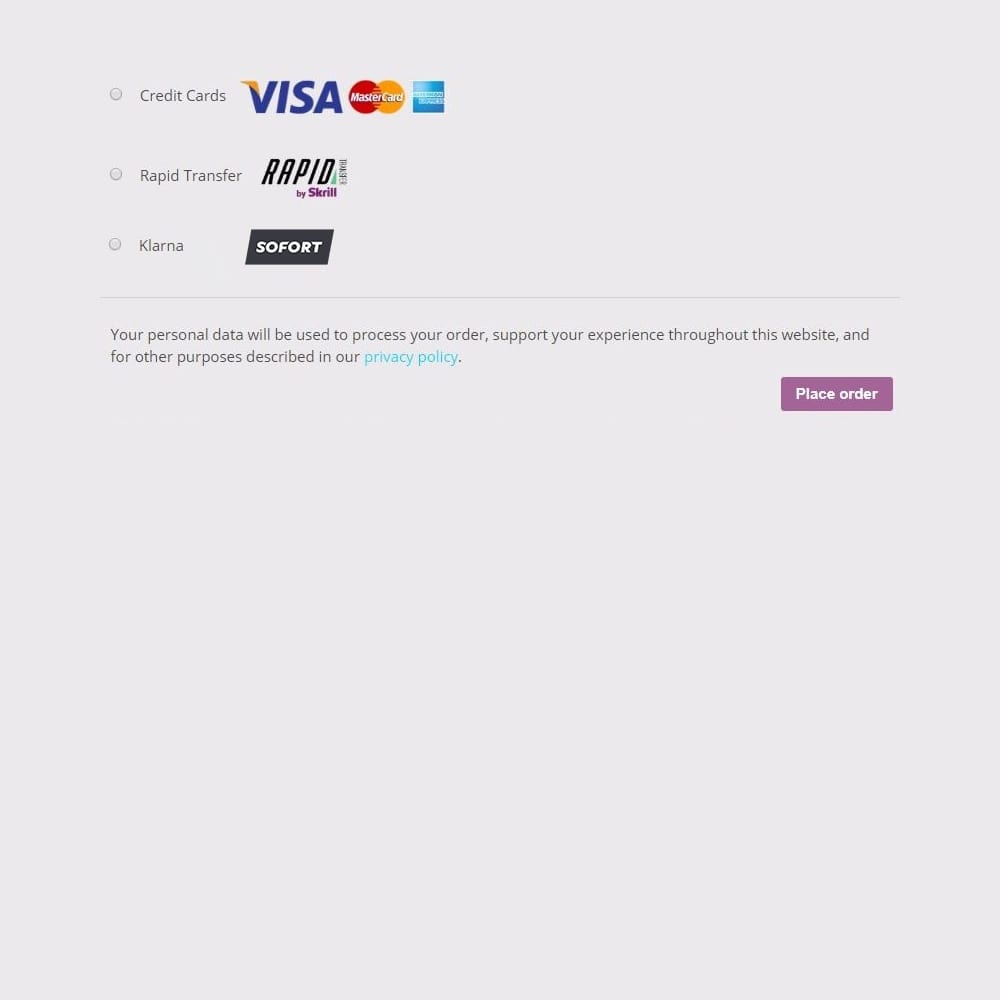 Credit Cards VISA MasterCard AMERICAN EXPRESS
Rapid Transfer RAPID TRANSFER
by Skrill
Klarna SOFORT
Your personal data will be used to process your order, support your experience throughout this website, and
for other purposes described in our privacy policy.
Place order